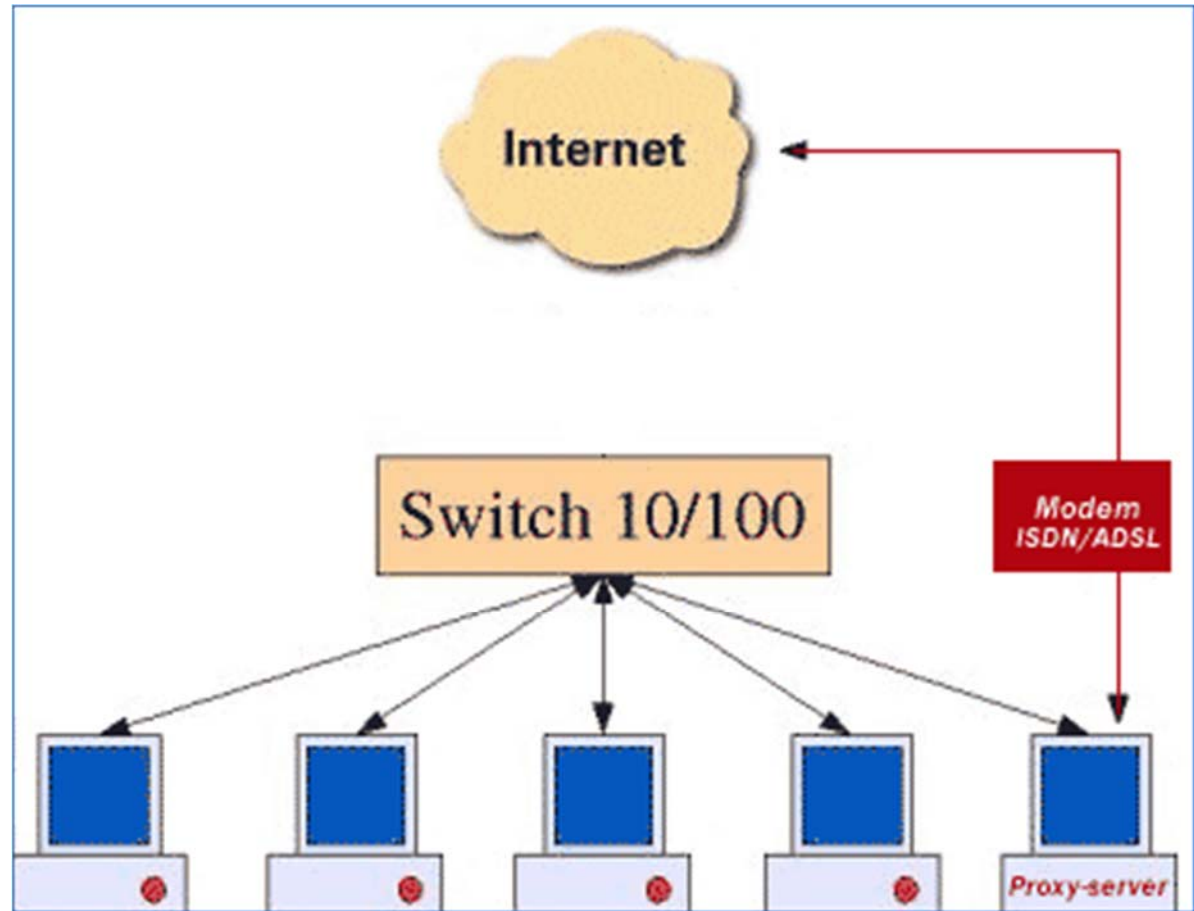 Internet
Switch 10/100
Modem
ISDN/ADSL
Proxy-server